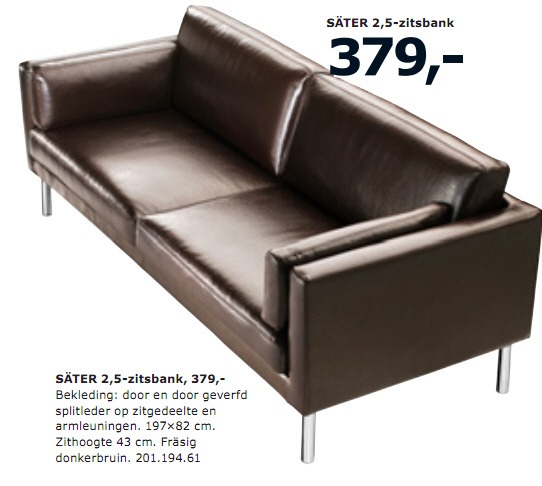 SÄTER 2,5-zitsbank
379,-
SÄTER 2,5-zitsbank, 379,-
Bekleding: door en door geverfd
splitleder op zitgedeelte en
armleuningen. 197×82 cm.
Zithoogte 43 cm. Fräsig
donkerbruin. 201.194.61